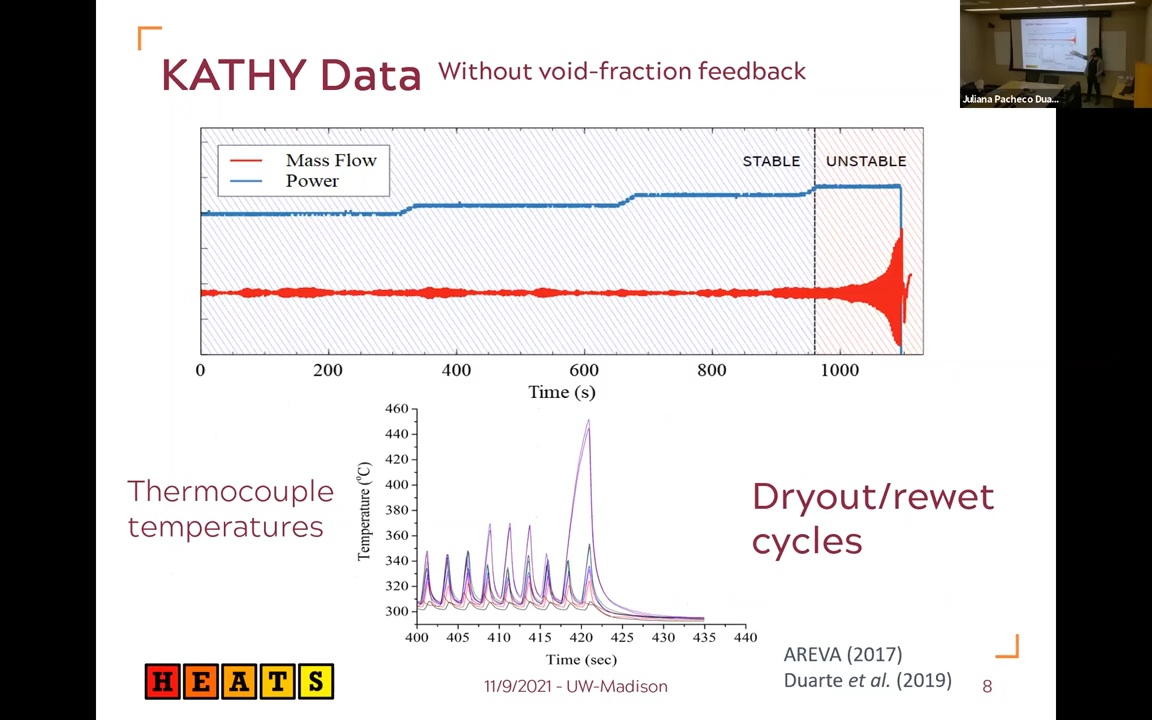 KATHY Data Without void-fraction feedback
Juliana Pacheco Dua...
Mass Flow
Power
STABLE
UNSTABLE
0 200 400 600 800 1000
Time (s)
Thermocouple
temperatures
Temperature (°C)
460
440
420
400
380
360
340
320
300
400 405 410 415 420 425 430 435 440
Time (sec)
Dryout/rewet
cycles
HEATS
11/9/2021 - UW-Madison
AREVA (2017)
Duarte et al. (2019)
8